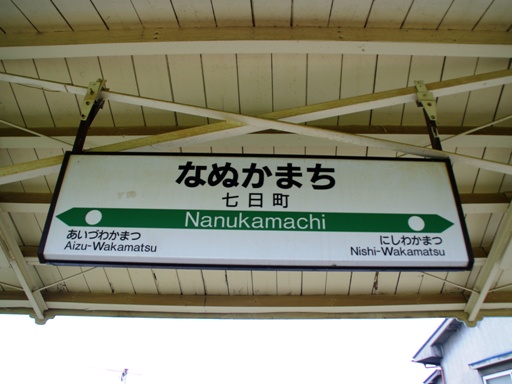 なぬかまち
七日町
Nanukamachi
あいづわかまつ
Aizu-Wakamatsu
にしわかまつ
Nishi-Wakamatsu